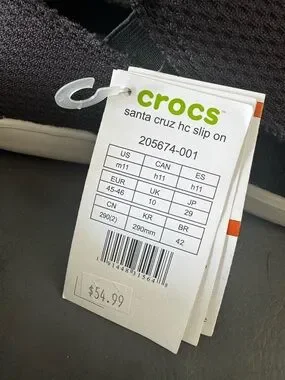 crocs™
santa cruz hc slip on
205674-001
US CAN ES
m11 h11 h11
EUR UK JP
45-46 10 29
CN KR BR
290(2) 290mm 42
$54.99